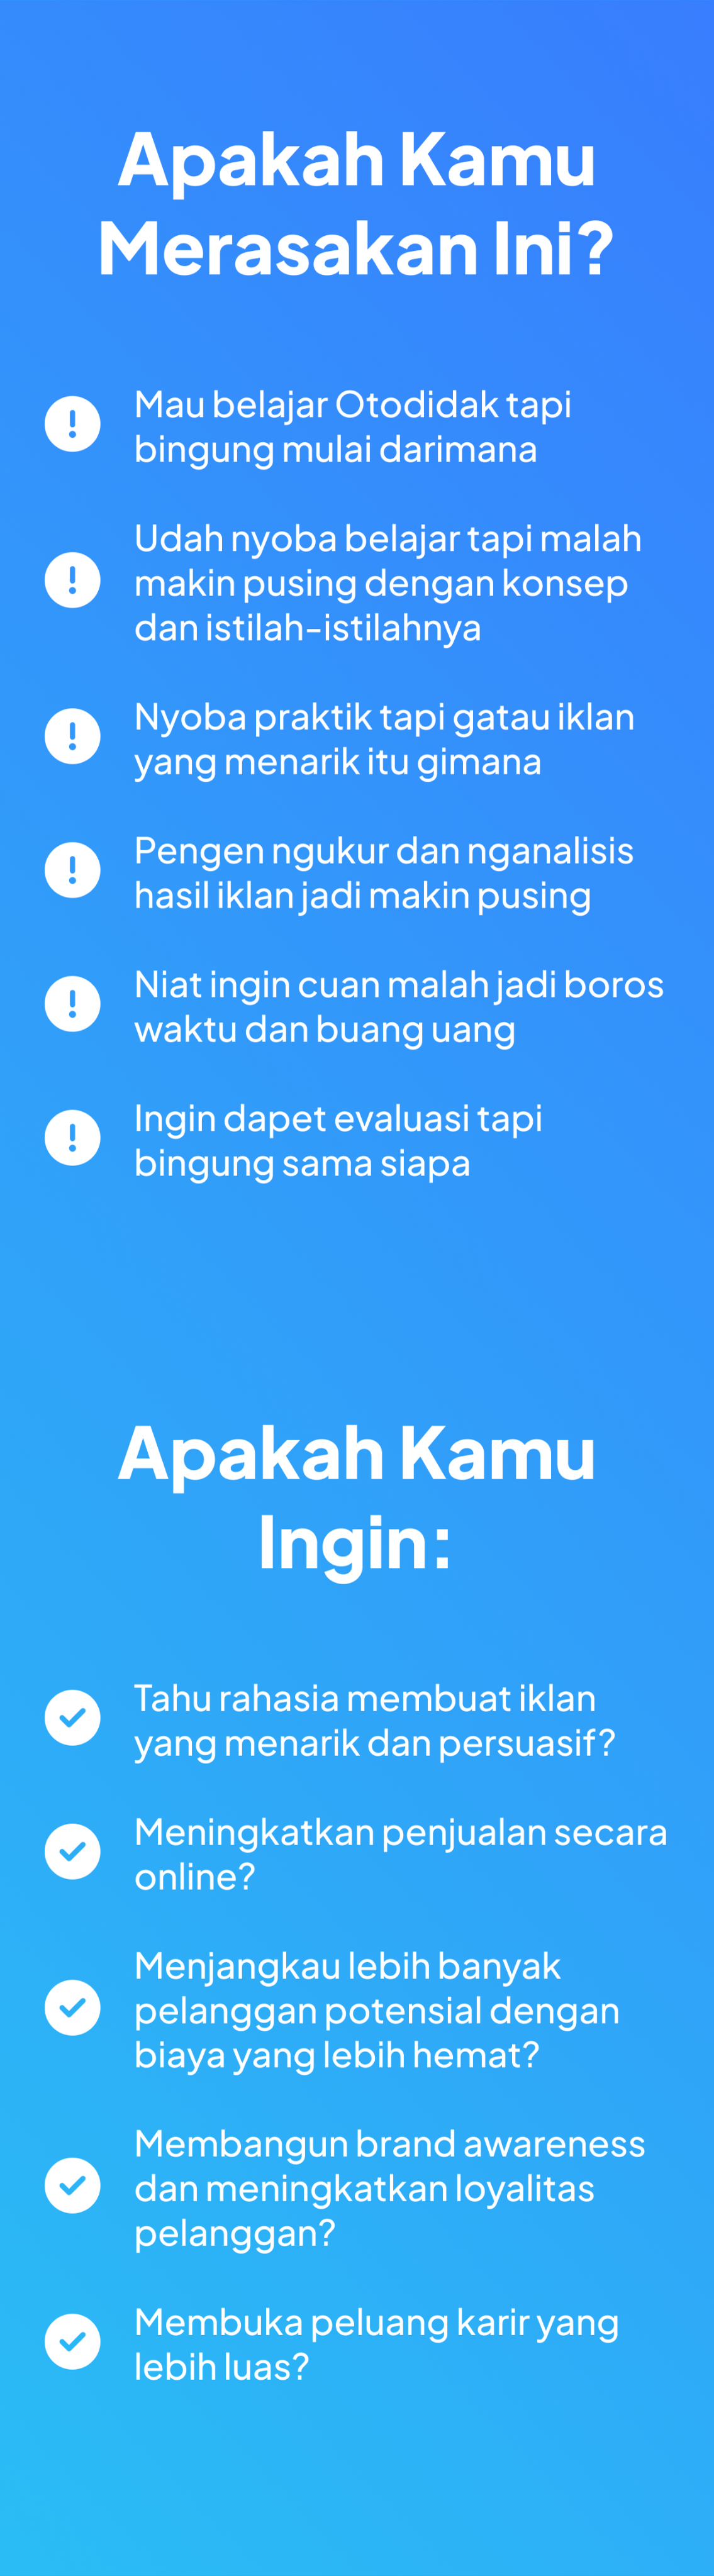 Apakah Kamu
Merasakan Ini?
Mau belajar Otodidak tapi
bingung mulai darimana
Udah nyoba belajar tapi malah
makin pusing dengan konsep
dan istilah-istilahnya
Nyoba praktik tapi gatau iklan
yang menarik itu gimana
Pengen ngukur dan nganalisis
hasil iklan jadi makin pusing
Niat ingin cuan malah jadi boros
waktu dan buang uang
Ingin dapet evaluasi tapi
bingung sama siapa
Apakah Kamu
Ingin:
Tahu rahasia membuat iklan
yang menarik dan persuasif?
Meningkatkan penjualan secara
online?
Menjangkau lebih banyak
pelanggan potensial dengan
biaya yang lebih hemat?
Membangun brand awareness
dan meningkatkan loyalitas
pelanggan?
Membuka peluang karir yang
lebih luas?